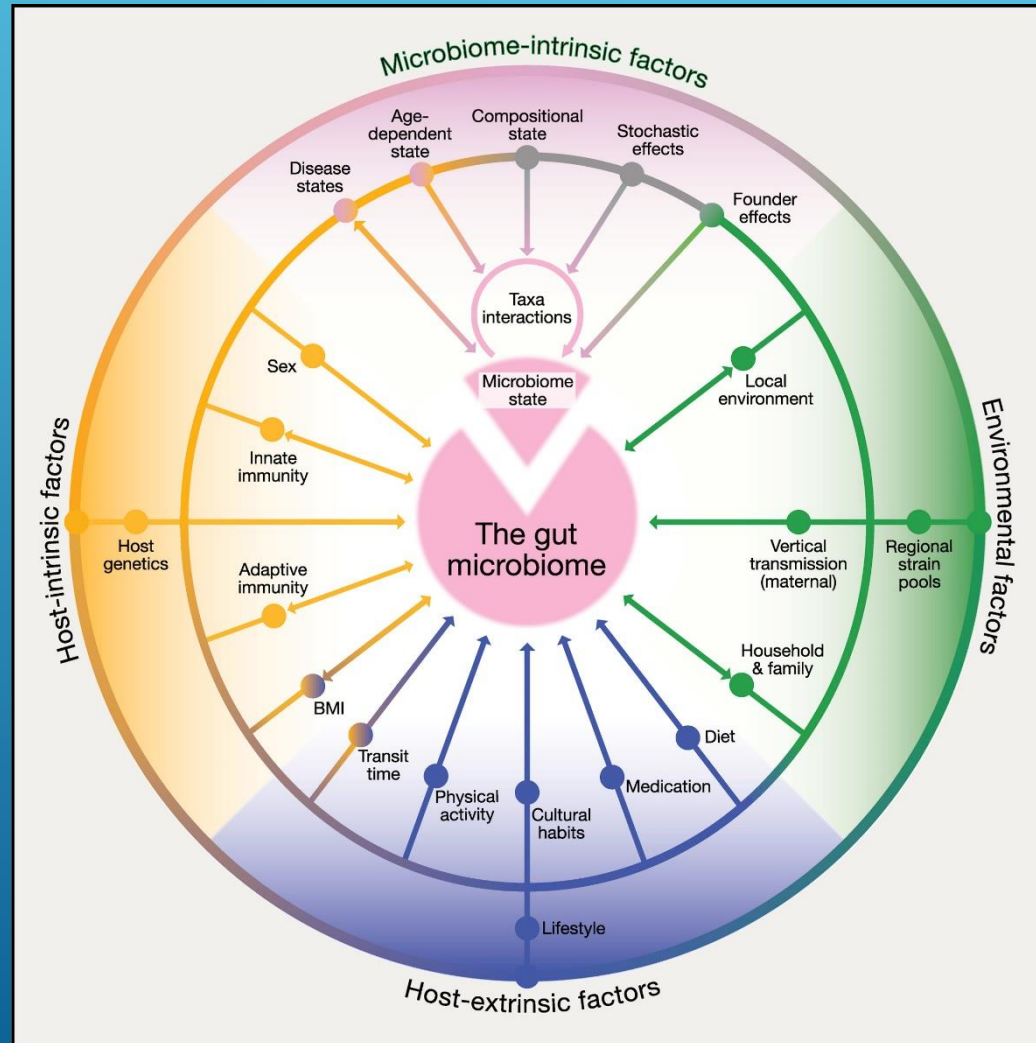 Microbiome-intrinsic factors
Age-
dependent
state
Compositional
state
Stochastic
effects
Disease
states
Founder
effects
Taxa
interactions
Microbiome
state
Sex
Local
environment
Innate
immunity
Host-intrinsic factors
Environmental factors
Host
genetics
The gut
microbiome
Vertical
transmission
(maternal)
Regional
strain
pools
Adaptive
immunity
Household
& family
BMI
Transit
time
Diet
Physical
activity
Cultural
habits
Medication
Lifestyle
Host-extrinsic factors